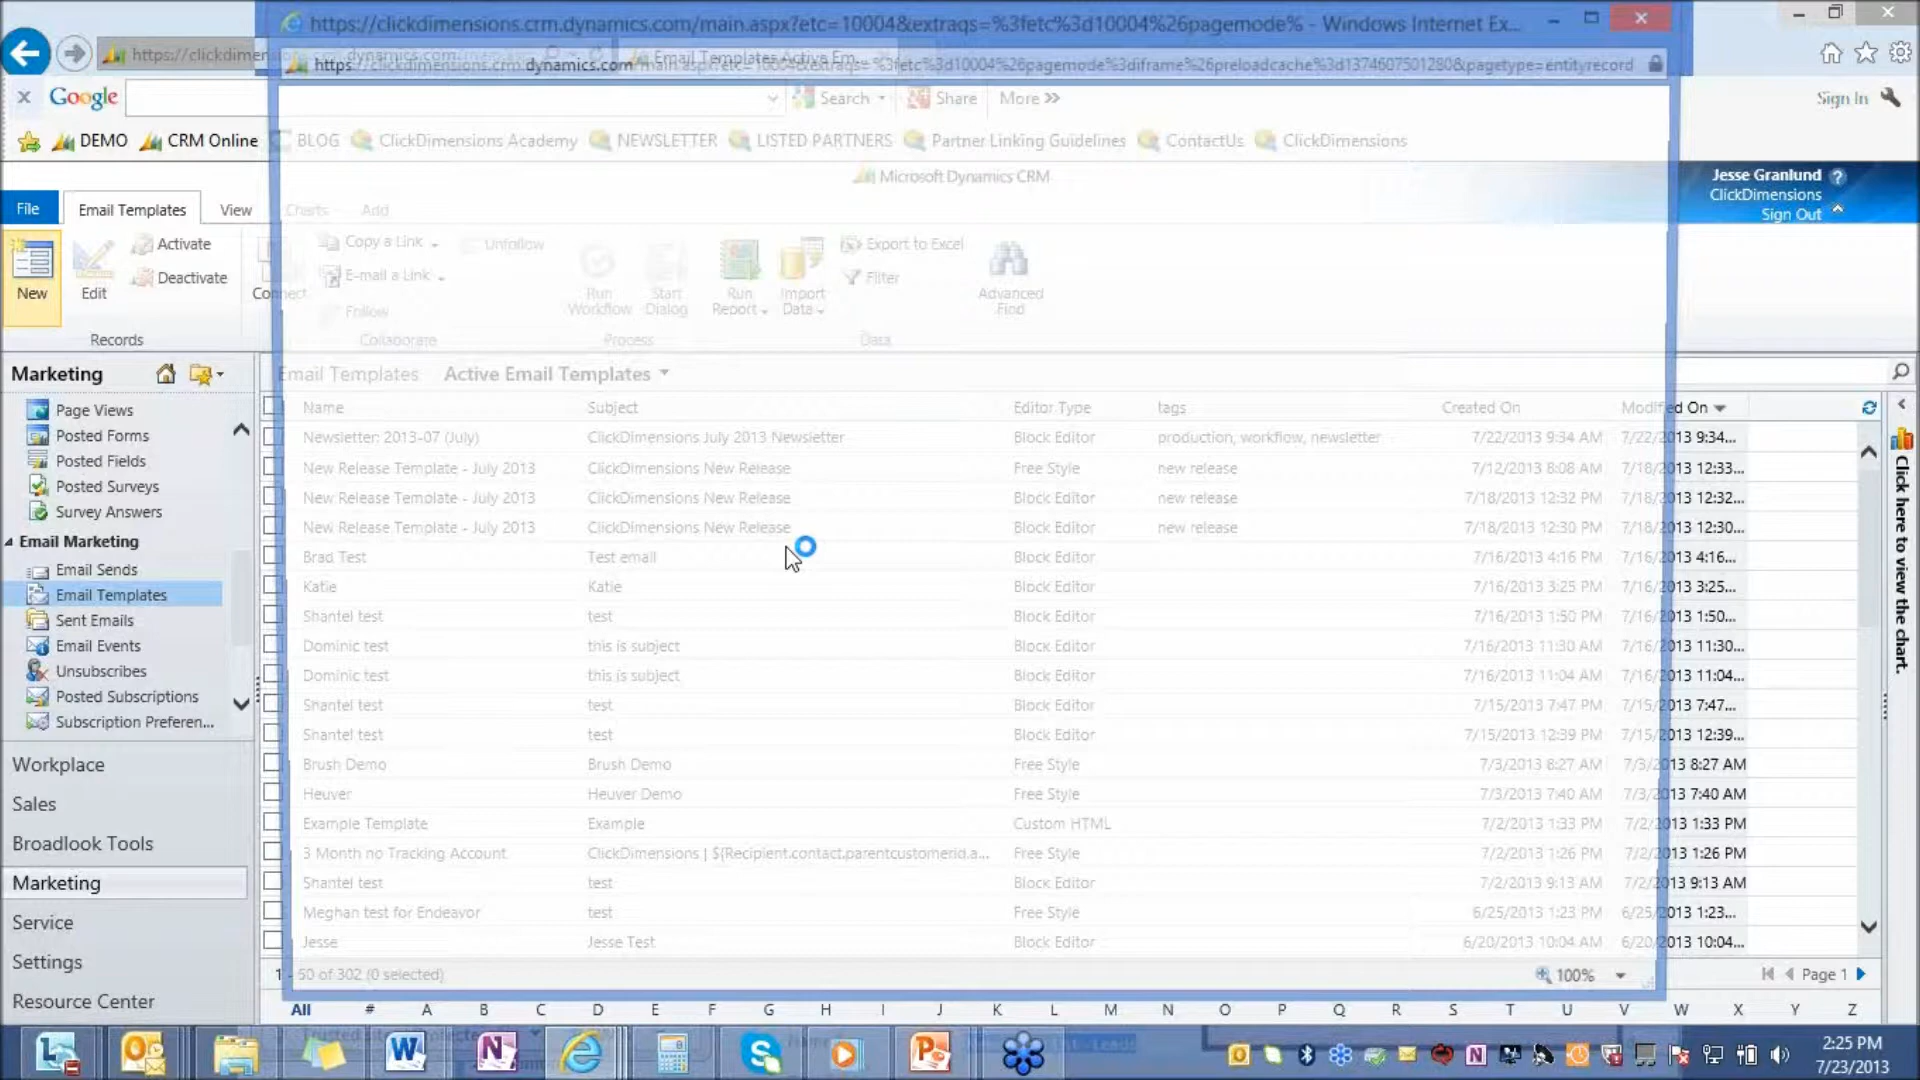 https://clickdimensions.crm.dynamics.com/main.aspx?etc=10004&extraqs=%3fetc%3d10004%26pagemode% - Windows Internet Ex...
https://clickdimensions
Email Templates Active Em...
Google
Search
Share
More »
Sign In
DEMO
CRM Online
BLOG
ClickDimensions Academy
NEWSLETTER
LISTED PARTNERS
Partner Linking Guidelines
ContactUs
ClickDimensions
Microsoft Dynamics CRM
Jesse Granlund
ClickDimensions
Sign Out
File
Email Templates
View
Charts
Add
New
Edit
Activate
Deactivate
Records
Connect
Copy a Link
E-mail a Link
Follow
Unfollow
Collaborate
Run Workflow
Start Dialog
Process
Run Report
Import Data
Export to Excel
Filter
Data
Advanced Find
Marketing
Page Views
Posted Forms
Posted Fields
Posted Surveys
Survey Answers
Email Marketing
Email Sends
Email Templates
Sent Emails
Email Events
Unsubscribes
Posted Subscriptions
Subscription Preferen...
Workplace
Sales
Broadlook Tools
Marketing
Service
Settings
Resource Center
Email Templates Active Email Templates
Name Subject Editor Type tags Created On Modified On
Newsletter: 2013-07 (July) ClickDimensions July 2013 Newsletter Block Editor production, workflow, newsletter 7/22/2013 9:34 AM 7/22/2013 9:34...
New Release Template - July 2013 ClickDimensions New Release Free Style new release 7/12/2013 8:08 AM 7/18/2013 12:33...
New Release Template - July 2013 ClickDimensions New Release Block Editor new release 7/18/2013 12:32 PM 7/18/2013 12:32...
New Release Template - July 2013 ClickDimensions New Release Block Editor new release 7/18/2013 12:30 PM 7/18/2013 12:30...
Brad Test Test email Block Editor 7/16/2013 4:16 PM 7/16/2013 4:16...
Katie Katie Block Editor 7/16/2013 3:25 PM 7/16/2013 3:25...
Shantel test test Block Editor 7/16/2013 1:50 PM 7/16/2013 1:50...
Dominic test this is subject Block Editor 7/16/2013 11:30 AM 7/16/2013 11:30...
Dominic test this is subject Block Editor 7/16/2013 11:04 AM 7/16/2013 11:04...
Shantel test test Block Editor 7/15/2013 7:47 PM 7/15/2013 7:47...
Shantel test test Block Editor 7/15/2013 12:39 PM 7/15/2013 12:39...
Brush Demo Brush Demo Free Style 7/3/2013 8:27 AM 7/3/2013 8:27 AM
Heuver Heuver Demo Free Style 7/3/2013 7:40 AM 7/3/2013 7:40 AM
Example Template Example Custom HTML 7/2/2013 1:33 PM 7/2/2013 1:33 PM
3 Month no Tracking Account ClickDimensions | ${Recipient.contact.parentcustomerid.a... Free Style 7/2/2013 1:26 PM 7/2/2013 1:26 PM
Shantel test test Block Editor 7/2/2013 9:13 AM 7/2/2013 9:13 AM
Meghan test for Endeavor test Free Style 6/25/2013 1:23 PM 6/25/2013 1:23...
Jesse Jesse Test Block Editor 6/20/2013 10:04 AM 6/20/2013 10:04...
1 - 50 of 302 (0 selected)
100%
Page 1
All # A B C D E F G H I J K L M N O P Q R S T U V W X Y Z
Click here to view the chart.
2:25 PM
7/23/2013